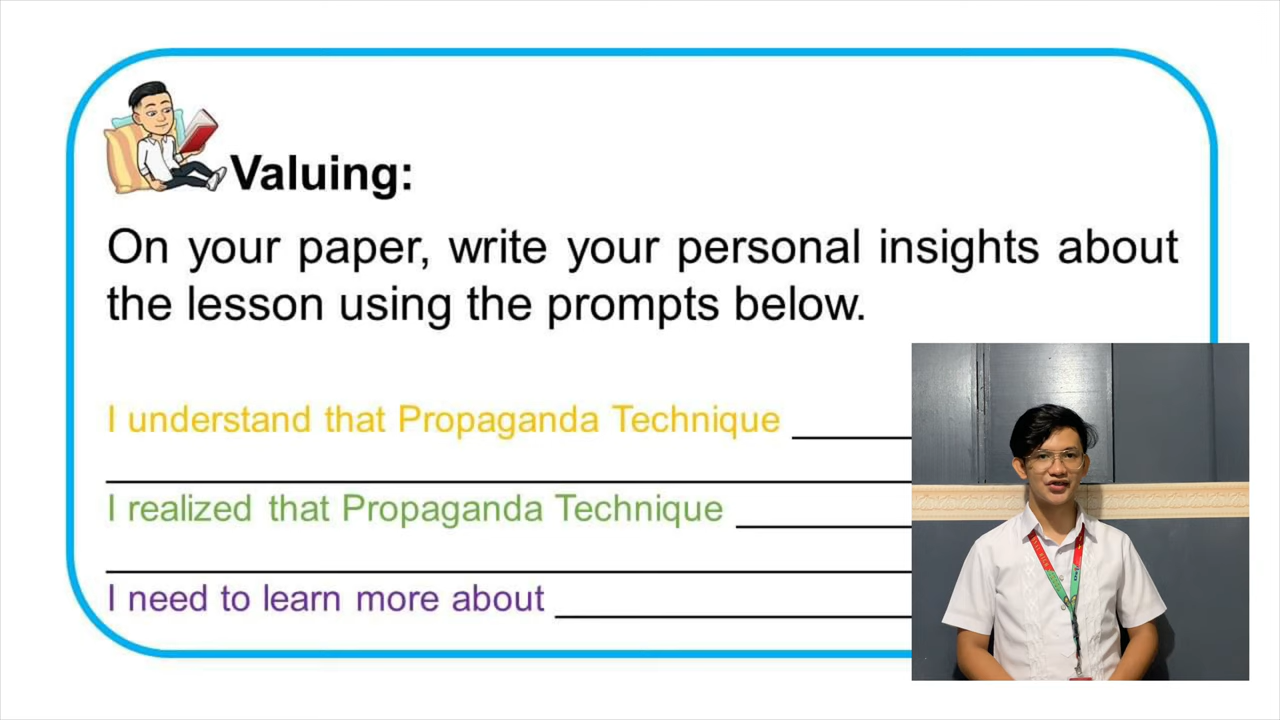 Valuing:
On your paper, write your personal insights about
the lesson using the prompts below.
I understand that Propaganda Technique
I realized that Propaganda Technique
I need to learn more about